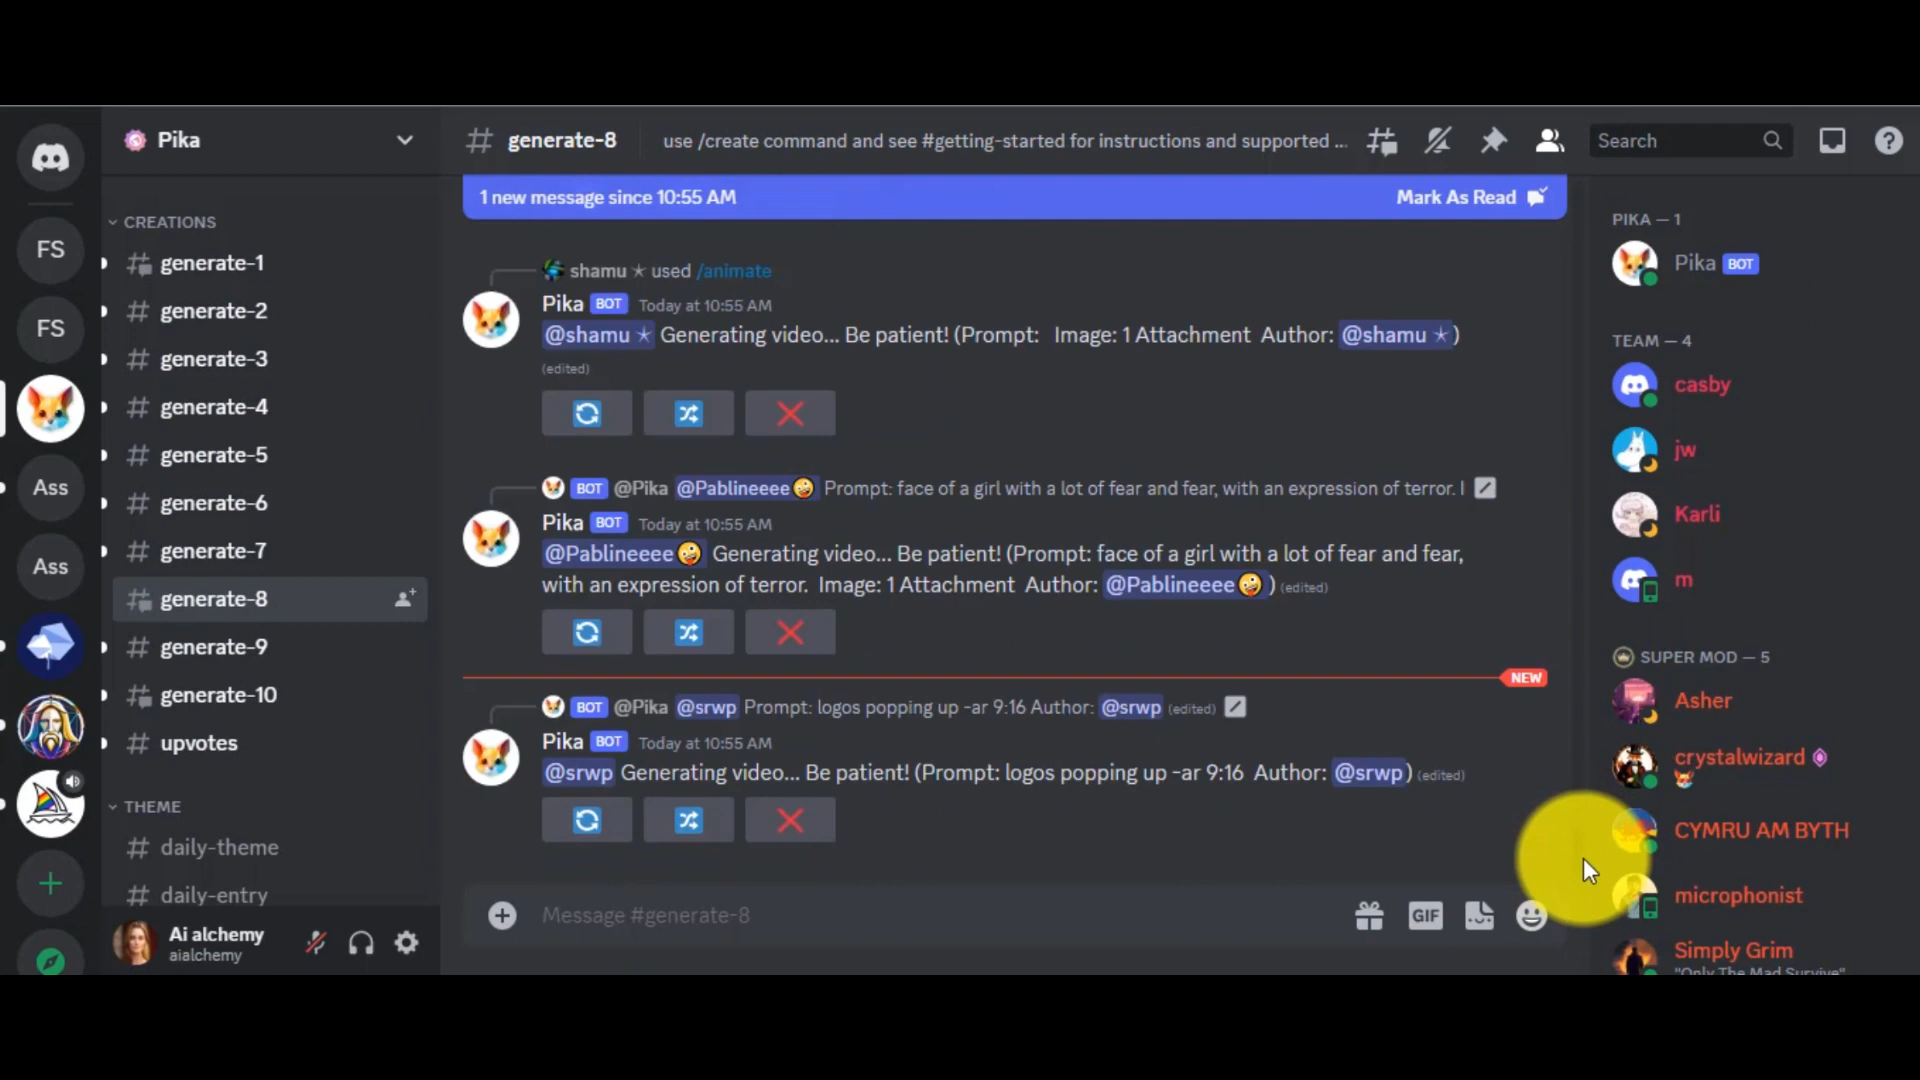 Pika
generate-8
use /create command and see #getting-started for instructions and supported ...
Search
FS
FS
Ass
Ass
CREATIONS
generate-1
generate-2
generate-3
generate-4
generate-5
generate-6
generate-7
generate-8
generate-9
generate-10
upvotes
THEME
daily-theme
daily-entry
Ai alchemy
aialchemy
1 new message since 10:55 AM
Mark As Read
shamu ✶ used /animate
Pika BOT Today at 10:55 AM
@shamu ✶ Generating video... Be patient! (Prompt: Image: 1 Attachment Author: @shamu ✶)
(edited)
BOT @Pika @Pablineeee🤪 Prompt: face of a girl with a lot of fear and fear, with an expression of terror. I
Pika BOT Today at 10:55 AM
@Pablineeee🤪 Generating video... Be patient! (Prompt: face of a girl with a lot of fear and fear,
with an expression of terror. Image: 1 Attachment Author: @Pablineeee🤪) (edited)
NEW
BOT @Pika @srwp Prompt: logos popping up -ar 9:16 Author: @srwp (edited)
Pika BOT Today at 10:55 AM
@srwp Generating video... Be patient! (Prompt: logos popping up -ar 9:16 Author: @srwp) (edited)
Message #generate-8
GIF
PIKA — 1
Pika BOT
TEAM — 4
casby
jw
Karli
m
SUPER MOD — 5
Asher
crystalwizard
CYMRU AM BYTH
microphonist
Simply Grim
"Only The Mad Survive"